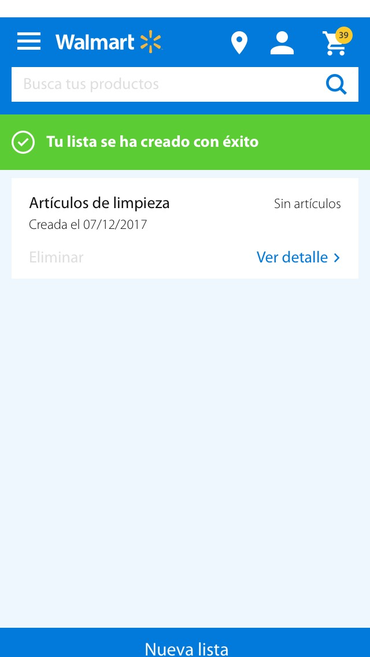 Walmart
39
Busca tus productos
Tu lista se ha creado con éxito
Artículos de limpieza
Sin artículos
Creada el 07/12/2017
Eliminar
Ver detalle
Nueva lista